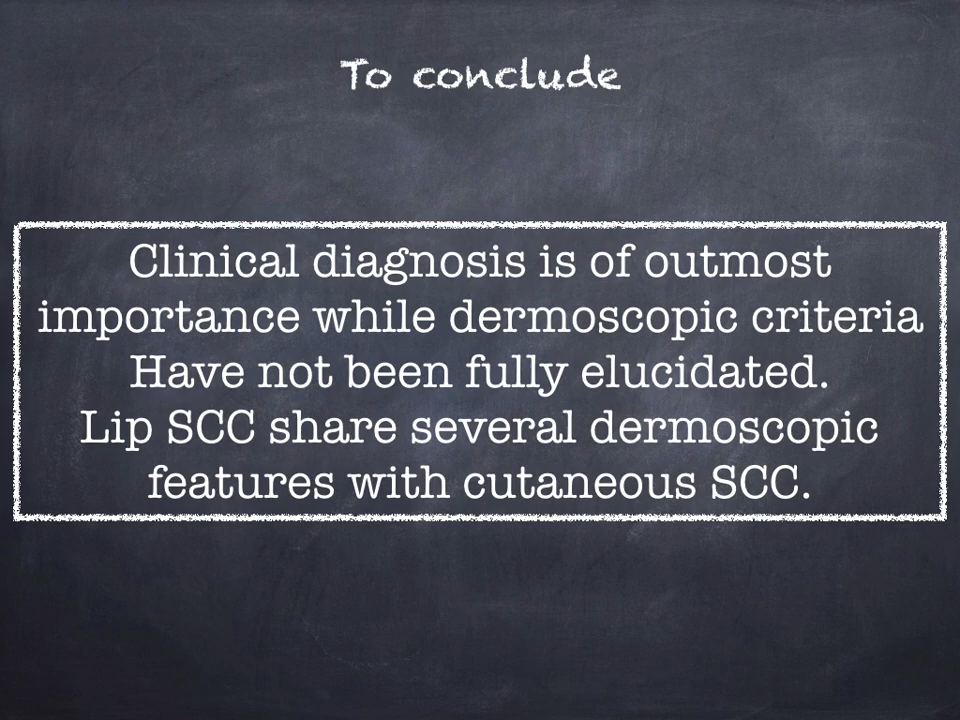 To conclude
Clinical diagnosis is of outmost
importance while dermoscopic criteria
Have not been fully elucidated.
Lip SCC share several dermoscopic
features with cutaneous SCC.